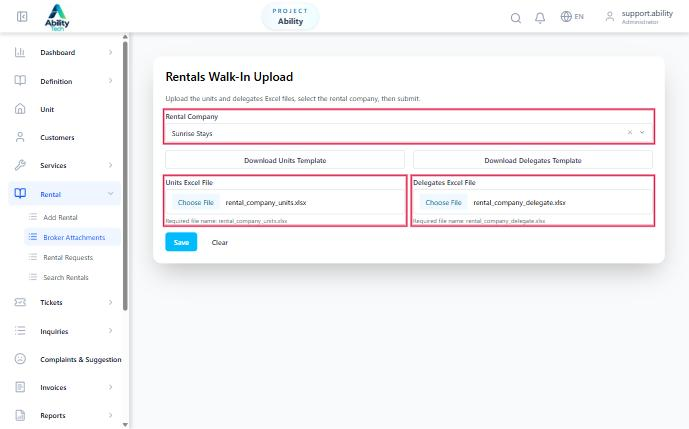 PROJECT
Ability
EN
support.ability
Administrator
Ability
Tech
Dashboard
Definition
Unit
Customers
Services
Rental
Add Rental
Broker Attachments
Rental Requests
Search Rentals
Tickets
Inquiries
Complaints & Suggestion
Invoices
Reports
Rentals Walk-In Upload
Upload the units and delegates Excel files, select the rental company, then submit.
Rental Company
Sunrise Stays
Download Units Template
Download Delegates Template
Units Excel File
Choose File rental_company_units.xlsx
Required file name: rental_company_units.xlsx
Delegates Excel File
Choose File rental_company_delegate.xlsx
Required file name: rental_company_delegate.xlsx
Save
Clear